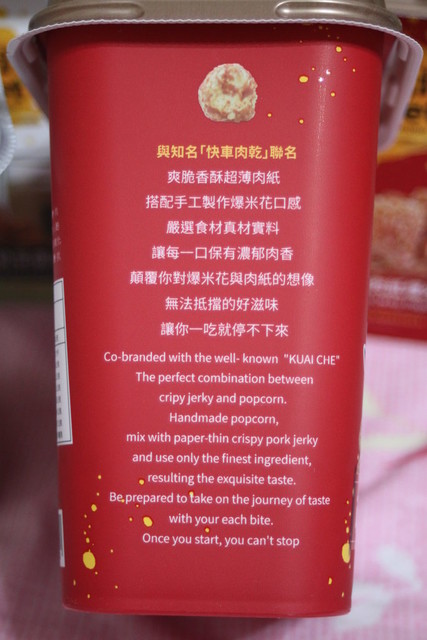 與知名「快車肉乾」聯名
爽脆香酥超薄肉紙
搭配手工製作爆米花口感
嚴選食材真材實料
讓每一口保有濃郁肉香
顛覆你對爆米花與肉紙的想像
無法抵擋的好滋味
讓你一吃就停不下來
Co-branded with the well- known "KUAI CHE"
The perfect combination between
cripy jerky and popcorn.
Handmade popcorn,
mix with paper-thin crispy pork jerky
and use only the finest ingredient,
resulting the exquisite taste.
Be prepared to take on the journey of taste
with your each bite.
Once you start, you can't stop